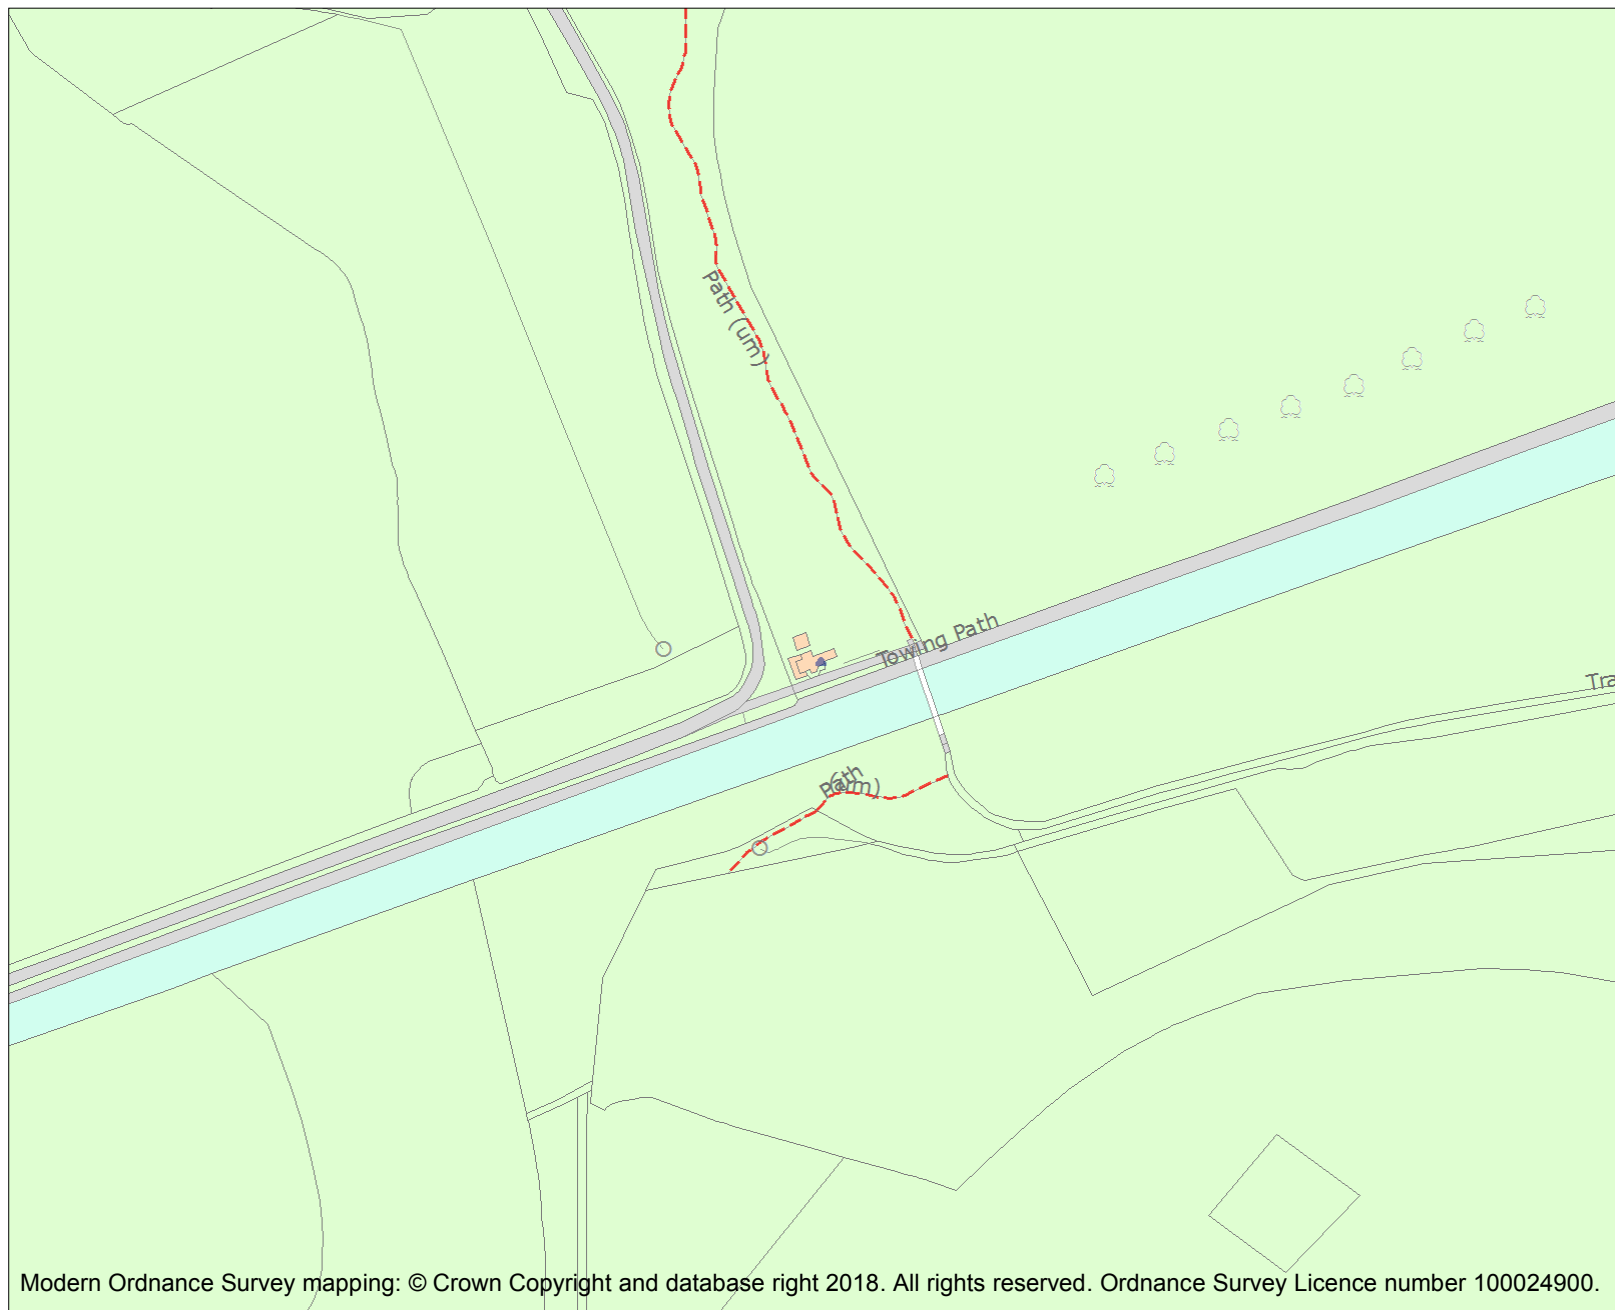 Path (um)
Towing Path
Tra
Path
(um)
Modern Ordnance Survey mapping: © Crown Copyright and database right 2018. All rights reserved. Ordnance Survey Licence number 100024900.